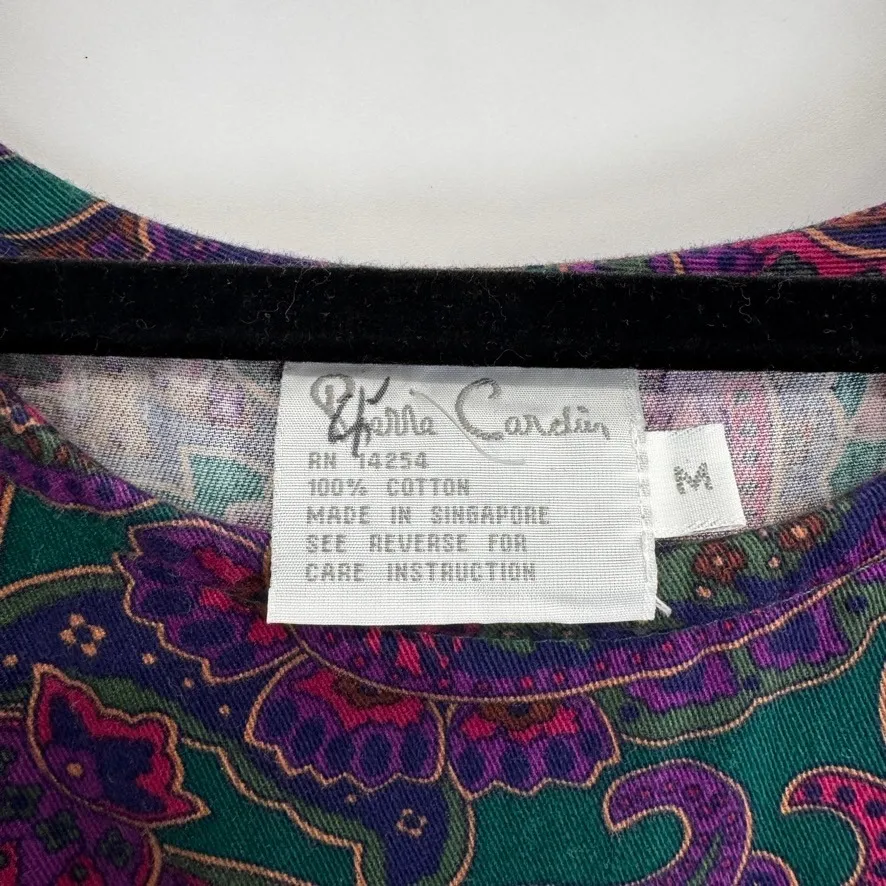 Pierre Cardin
RN 14254
100% COTTON
MADE IN SINGAPORE
SEE REVERSE FOR
CARE INSTRUCTION
M